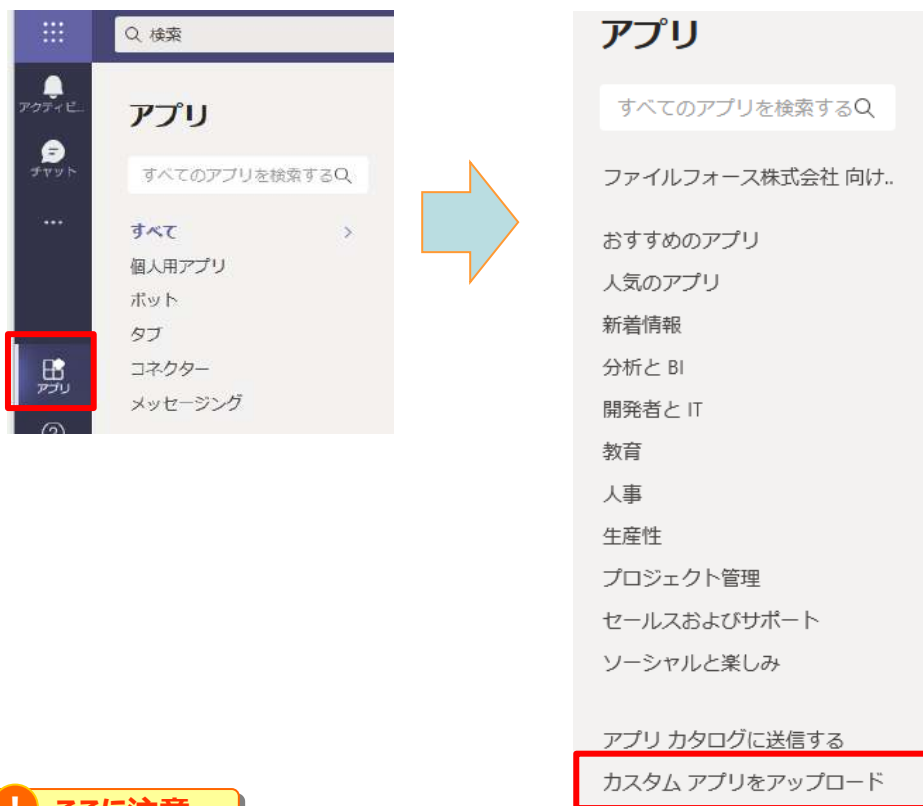 検索
アクティビ...
チャット
...
アプリ
アプリ
すべてのアプリを検索する
すべて
個人用アプリ
ボット
タブ
コネクター
メッセージング
アプリ
すべてのアプリを検索する
ファイルフォース株式会社 向け..
おすすめのアプリ
人気のアプリ
新着情報
分析と BI
開発者と IT
教育
人事
生産性
プロジェクト管理
セールスおよびサポート
ソーシャルと楽しみ
アプリ カタログに送信する
カスタム アプリをアップロード
! ここに注意